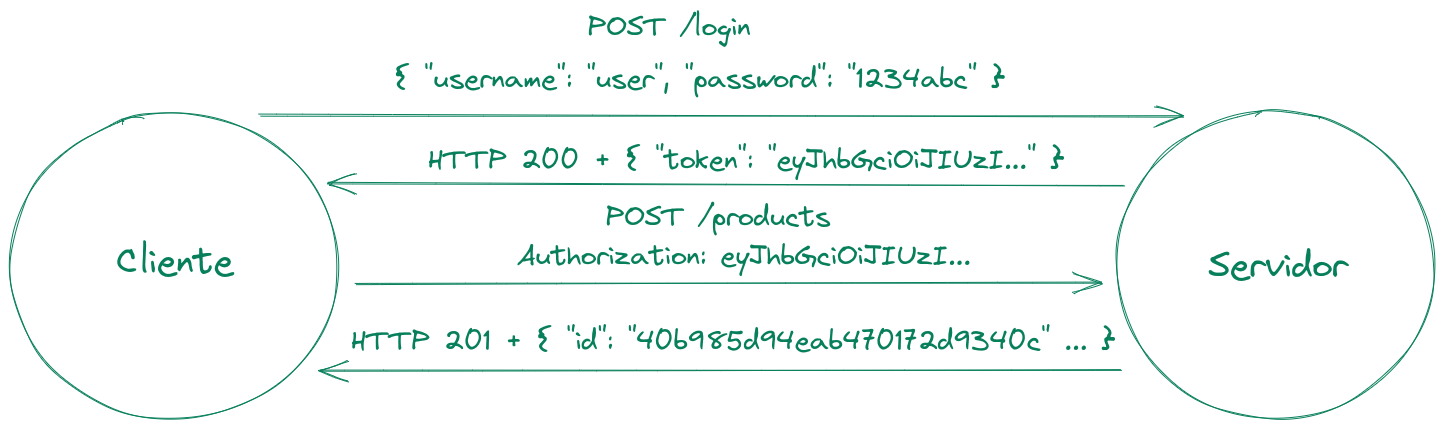 POST /login
{ "username": "user", "password": "1234abc" }
HTTP 200 + { "token": "eyJhbGciOiJIUzI..." }
POST /products
Authorization: eyJhbGciOiJIUzI...
Cliente
Servidor
HTTP 201 + { "id": "40b985d94eab470172d9340c" ... }